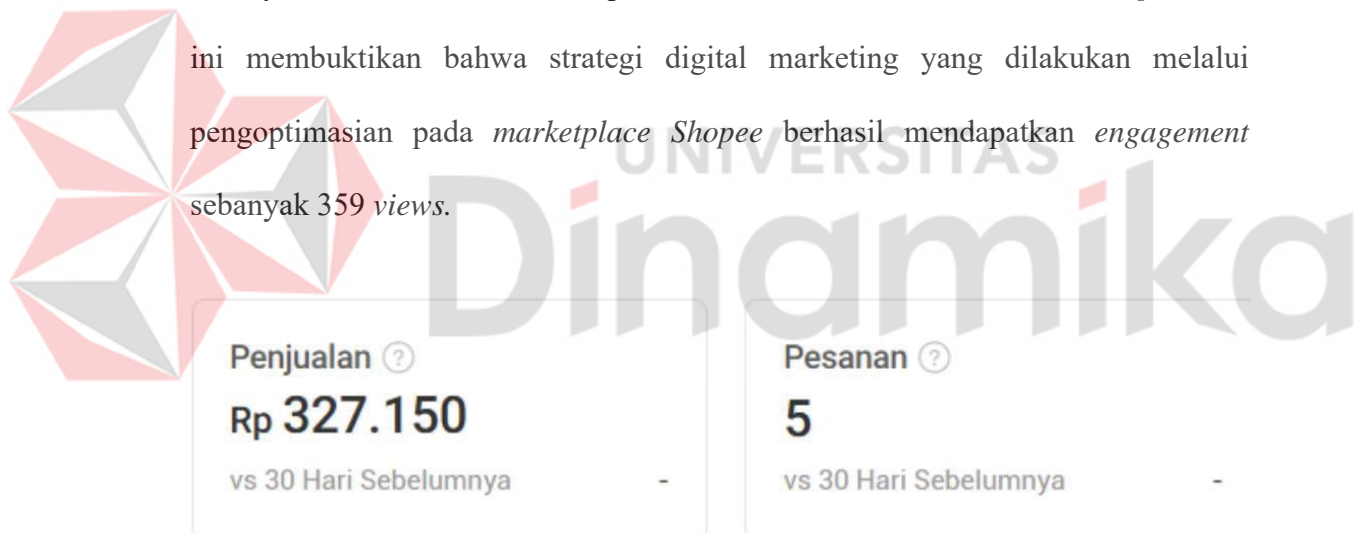 ini membuktikan bahwa strategi digital marketing yang dilakukan melalui
pengoptimasian pada marketplace Shopee berhasil mendapatkan engagement
UNIVERSITAS
sebanyak 359 views.
Dinamika
Penjualan ?
Pesanan ?
Rp 327.150
5
vs 30 Hari Sebelumnya -
vs 30 Hari Sebelumnya -